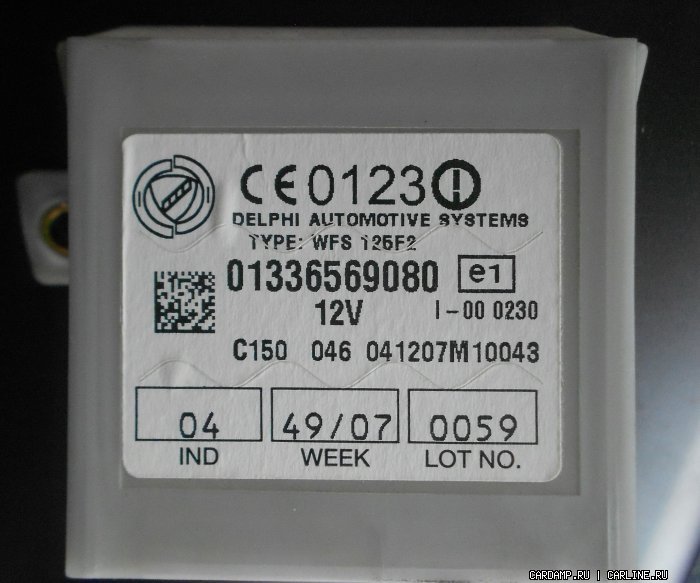 CE0123
DELPHI AUTOMOTIVE SYSTEMS
TYPE: WFS 125F2
01336569080 e1
12V I-00 0230
C150 046 041207M10043
04 49/07 0059
IND WEEK LOT NO.
CARDAMP.RU | CARLINE.RU